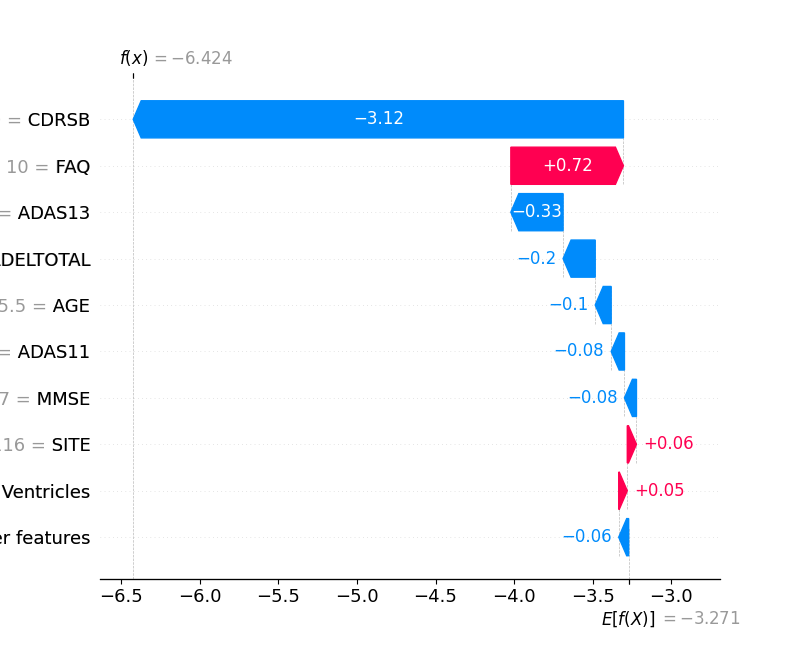 f(x) = −6.424
= CDRSB
−3.12
10 = FAQ
+0.72
= ADAS13
−0.33
DELTOTAL
−0.2
5.5 = AGE
−0.1
= ADAS11
−0.08
7 = MMSE
−0.08
16 = SITE
+0.06
Ventricles
+0.05
er features
−0.06
−6.5 −6.0 −5.5 −5.0 −4.5 −4.0 −3.5 −3.0
E[f(X)] = −3.271